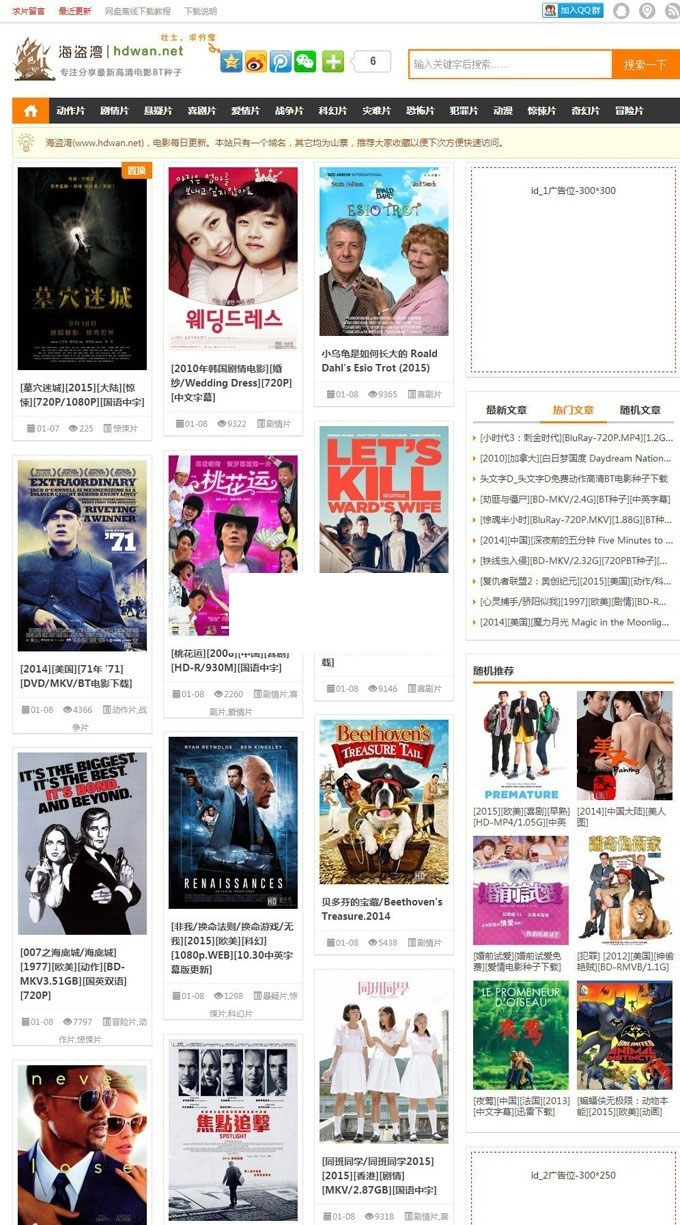 求片留言 最近更新 网盘离线下载教程 下载说明 加入QQ群
海盗湾 | hdwan.net
专注分享最新高清电影BT种子
壮士，求分享
6
输入关键字后搜索…… 搜索一下
动作片 剧情片 悬疑片 喜剧片 爱情片 战争片 科幻片 灾难片 恐怖片 犯罪片 动漫 惊悚片 奇幻片 冒险片
海盗湾(www.hdwan.net)，电影每日更新。本站只有一个域名，其它均为山寨，推荐大家收藏以便下次方便快速访问。
置顶
墓穴迷城
9月18日
[墓穴迷城][2015][大陆][惊
悚][720P/1080P][国语中字]
01-07 225 惊悚片
웨딩드레스
[2010年韩国剧情电影][婚
纱/Wedding Dress][720P]
[中文字幕]
01-08 9322 剧情片
ROALD DAHL'S
ESIO TROT
小乌龟是如何长大的 Roald
Dahl's Esio Trot (2015)
01-08 9365 喜剧片
id_1广告位-300*300
最新文章 热门文章 随机文章
[小时代3：刺金时代][BluRay-720P.MP4][1.2G...
[2010][加拿大][白日梦国度 Daydream Nation...
头文字D_头文字D免费动作高清BT电影种子下载
[劫匪与僵尸][BD-MKV/2.4G][BT种子][中英字幕]
[惊魂半小时][BluRay-720P.MKV][1.88G][BT种...
[2014][中国][深夜前的五分钟 Five Minutes to ...
[铁线虫入侵][BD-MKV/2.32G][720PBT种子][...
[复仇者联盟2：奥创纪元][2015][美国][动作/科...
[心灵捕手/骄阳似我][1997][欧美][剧情][BD-R...
[2014][美国][魔力月光 Magic in the Moonlig...
EXTRAORDINARY
RIVETING
A WINNER
'71
[2014][美国][71年 '71]
[DVD/MKV/BT电影下载]
01-08 4366 动作片,战
争片
桃花运
[HD-R/930M][国语中字]
01-08 2260 剧情片,喜
剧片,爱情片
LET'S
KILL
WARD'S WIFE
载]
01-08 9146 喜剧片
随机推荐
PREMATURE
[2015][欧美][喜剧][早熟]
[HD-MP4/1.05G][中英
[2014][中国大陆][美人
图]
婚前試愛
[婚前试爱][婚前试爱免
费][爱情电影种子下载]
[犯罪] [2012][美国][神偷
艳贼][BD-RMVB/1.1G]
LE PROMENEUR
D'OISEAU
夜莺
[夜莺][中国][法国][2013]
[中文字幕][迅雷下载]
BATMAN
UNLIMITED
ANIMAL
INSTINCTS
[蝙蝠侠无极限：动物本
能][2015][欧美][动画]
IT'S THE BIGGEST.
IT'S THE BEST.
IT'S BOND.
AND BEYOND.
[007之海底城/海底城]
[1977][欧美][动作][BD-
MKV3.51GB][国英双语]
[720P]
01-08 7797 冒险片,动
作片,惊悚片
RYAN REYNOLDS BEN KINGSLEY
RENAISSANCES
[非我/换命法则/换命游戏/无
我][2015][欧美][科幻]
[1080p.WEB][10.30中英字
幕版更新]
01-08 1298 悬疑片,惊
悚片,科幻片
Beethoven's
TREASURE TAIL
贝多芬的宝藏/Beethoven's
Treasure.2014
01-08 5438 剧情片
never
lose
焦點追擊
SPOTLIGHT
同班同學
[同班同学/同班同学2015]
[2015][香港][剧情]
[MKV/2.87GB][国语中字]
01-08 9318 剧情片,喜
id_2广告位-300*250